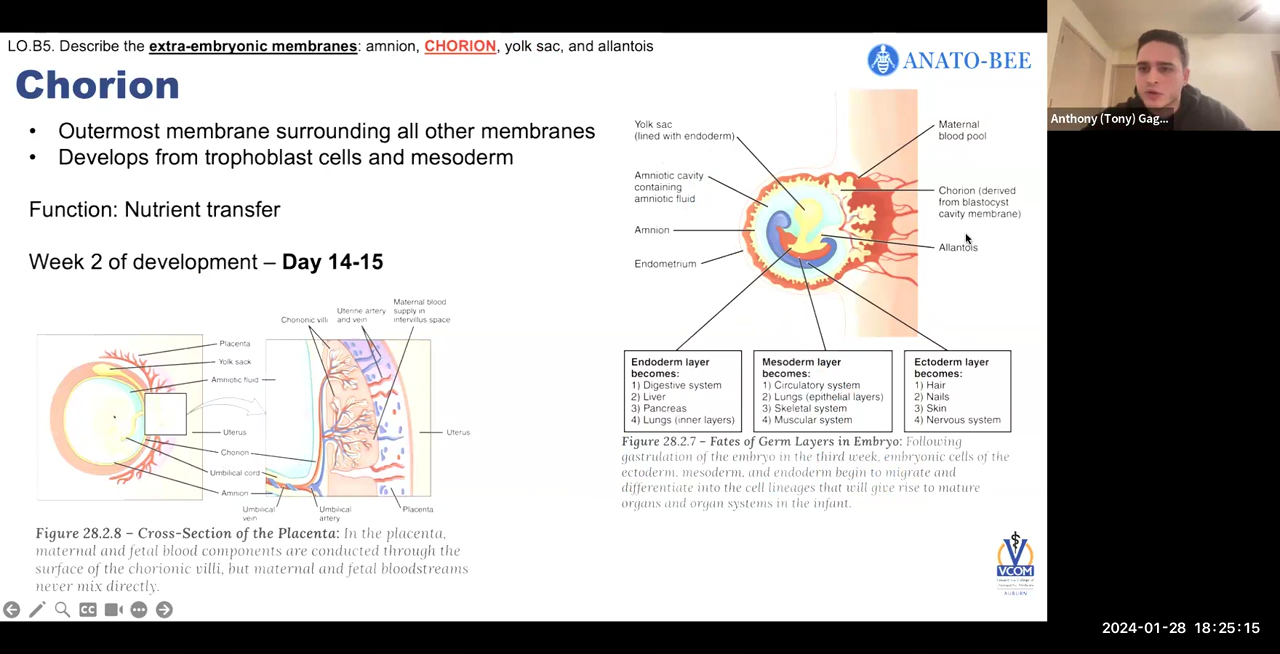 LO.B5. Describe the extra-embryonic membranes: amnion, CHORION, yolk sac, and allantois
ANATO-BEE
Chorion
• Outermost membrane surrounding all other membranes
• Develops from trophoblast cells and mesoderm
Function: Nutrient transfer
Week 2 of development – Day 14-15
Yolk sac
(lined with endoderm)
Amniotic cavity
containing
amniotic fluid
Amnion
Endometrium
Maternal
blood pool
Chorion (derived
from blastocyst
cavity membrane)
Allantois
Endoderm layer
becomes:
1) Digestive system
2) Liver
3) Pancreas
4) Lungs (inner layers)
Mesoderm layer
becomes:
1) Circulatory system
2) Lungs (epithelial layers)
3) Skeletal system
4) Muscular system
Ectoderm layer
becomes:
1) Hair
2) Nails
3) Skin
4) Nervous system
Figure 28.2.7 – Fates of Germ Layers in Embryo: Following
gastrulation of the embryo in the third week, embryonic cells of the
ectoderm, mesoderm, and endoderm begin to migrate and
differentiate into the cell lineages that will give rise to mature
organs and organ systems in the infant.
Placenta
Yolk sack
Amniotic fluid
Uterus
Chorion
Umbilical cord
Amnion
Chorionic villi
Uterine artery
and vein
Maternal blood
supply in
intervillus space
Uterus
Umbilical
vein
Umbilical
artery
Placenta
Figure 28.2.8 – Cross-Section of the Placenta: In the placenta,
maternal and fetal blood components are conducted through the
surface of the chorionic villi, but maternal and fetal bloodstreams
never mix directly.
VCOM
AUBURN
CC
Anthony (Tony) Gag...
2024-01-28 18:25:15